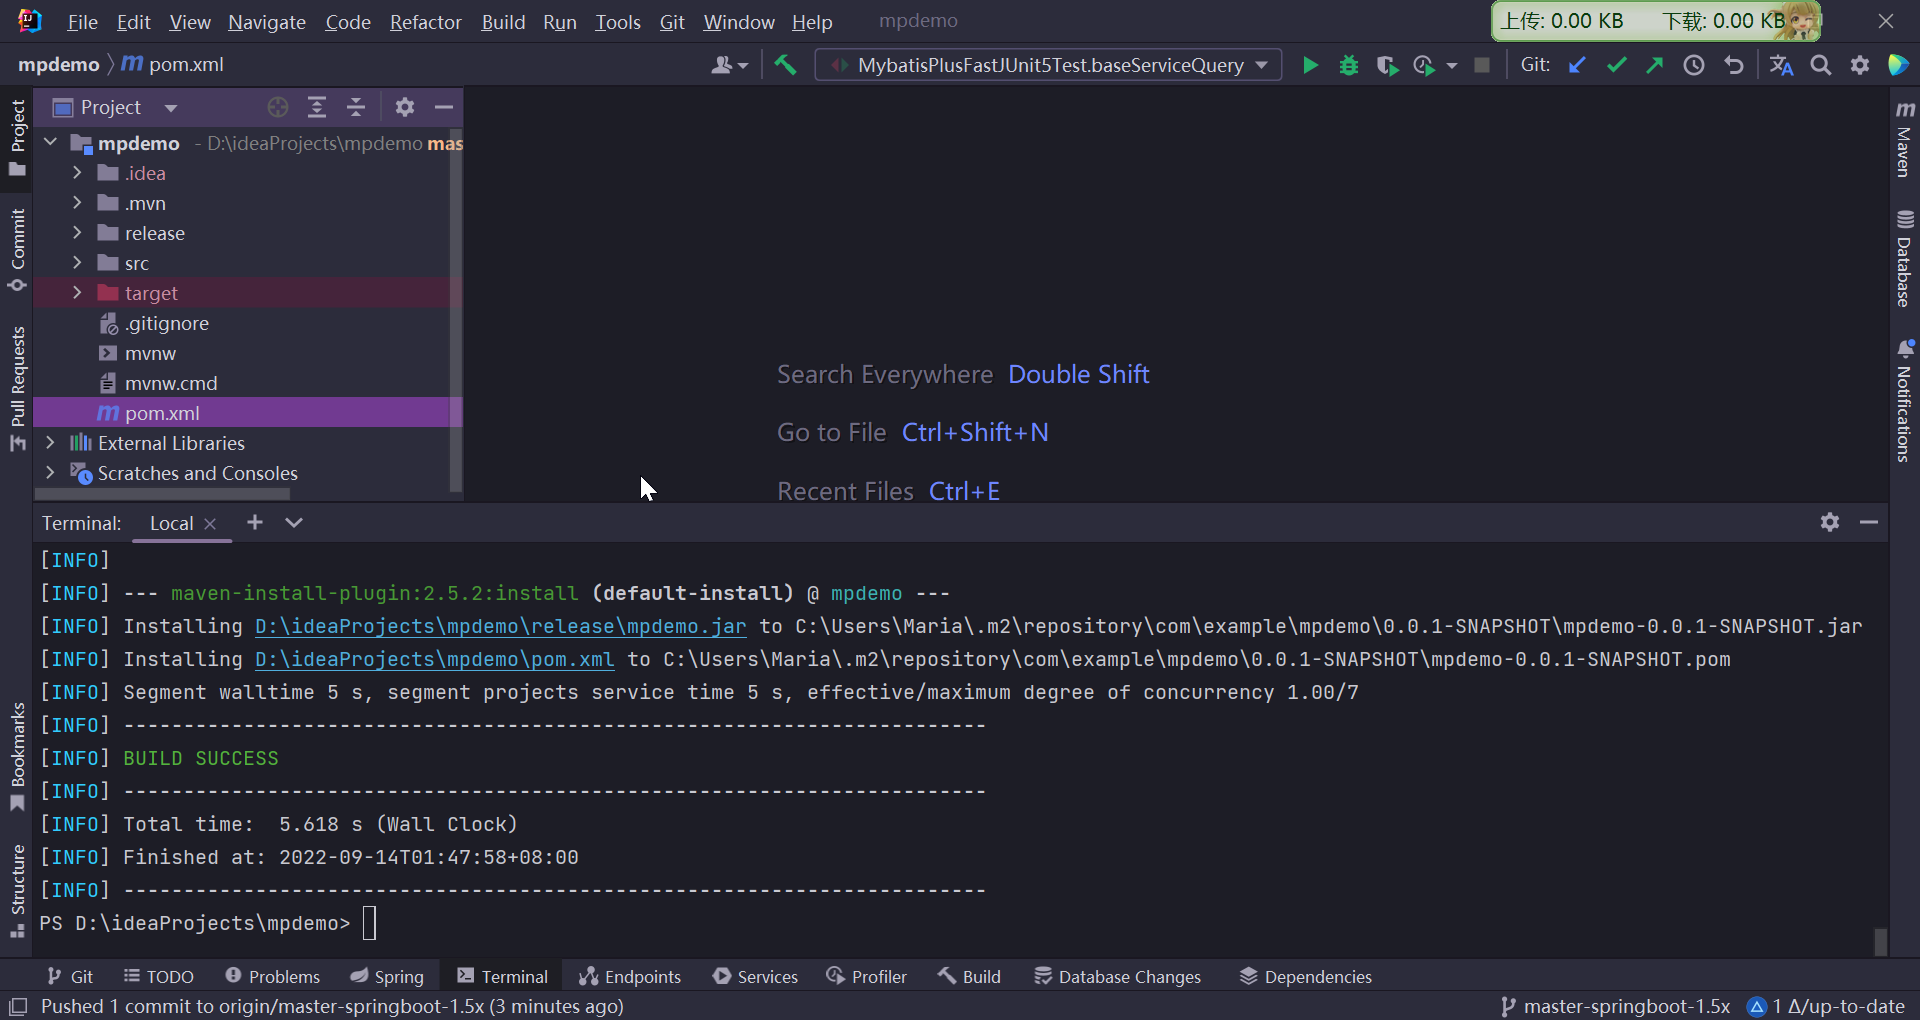 File Edit View Navigate Code Refactor Build Run Tools Git Window Help mpdemo
上传: 0.00 KB 下载: 0.00 KB
mpdemo pom.xml
MybatisPlusFastJUnit5Test.baseServiceQuery
Git:
Project
mpdemo - D:\ideaProjects\mpdemo mas
.idea
.mvn
release
src
target
.gitignore
mvnw
mvnw.cmd
pom.xml
External Libraries
Scratches and Consoles
Project
Commit
Pull Requests
Bookmarks
Structure
Search Everywhere Double Shift
Go to File Ctrl+Shift+N
Recent Files Ctrl+E
Maven
Database
Notifications
Terminal: Local
[INFO]
[INFO] --- maven-install-plugin:2.5.2:install (default-install) @ mpdemo ---
[INFO] Installing D:\ideaProjects\mpdemo\release\mpdemo.jar to C:\Users\Maria\.m2\repository\com\example\mpdemo\0.0.1-SNAPSHOT\mpdemo-0.0.1-SNAPSHOT.jar
[INFO] Installing D:\ideaProjects\mpdemo\pom.xml to C:\Users\Maria\.m2\repository\com\example\mpdemo\0.0.1-SNAPSHOT\mpdemo-0.0.1-SNAPSHOT.pom
[INFO] Segment walltime 5 s, segment projects service time 5 s, effective/maximum degree of concurrency 1.00/7
[INFO] ------------------------------------------------------------------------
[INFO] BUILD SUCCESS
[INFO] ------------------------------------------------------------------------
[INFO] Total time:  5.618 s (Wall Clock)
[INFO] Finished at: 2022-09-14T01:47:58+08:00
[INFO] ------------------------------------------------------------------------
PS D:\ideaProjects\mpdemo>
Git TODO Problems Spring Terminal Endpoints Services Profiler Build Database Changes Dependencies
Pushed 1 commit to origin/master-springboot-1.5x (3 minutes ago) master-springboot-1.5x 1 Δ/up-to-date